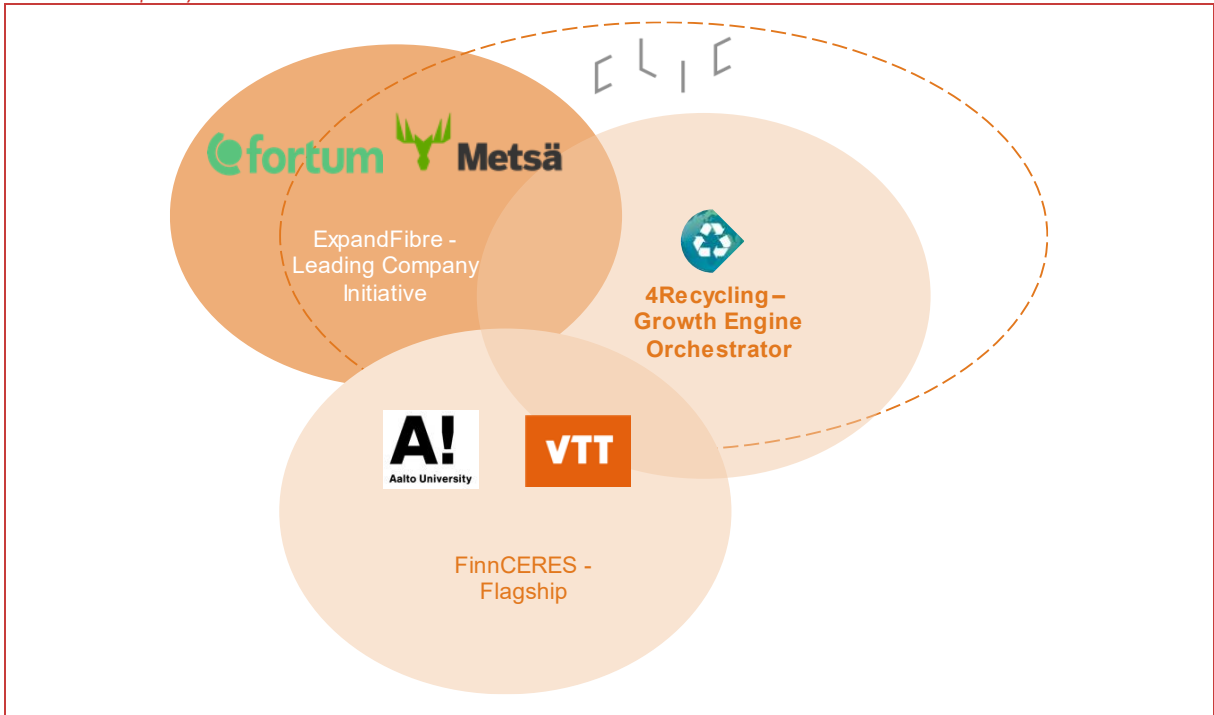 CLIC
fortum
Metsä
ExpandFibre -
Leading Company
Initiative
4Recycling –
Growth Engine
Orchestrator
A!
Aalto University
VTT
FinnCERES -
Flagship